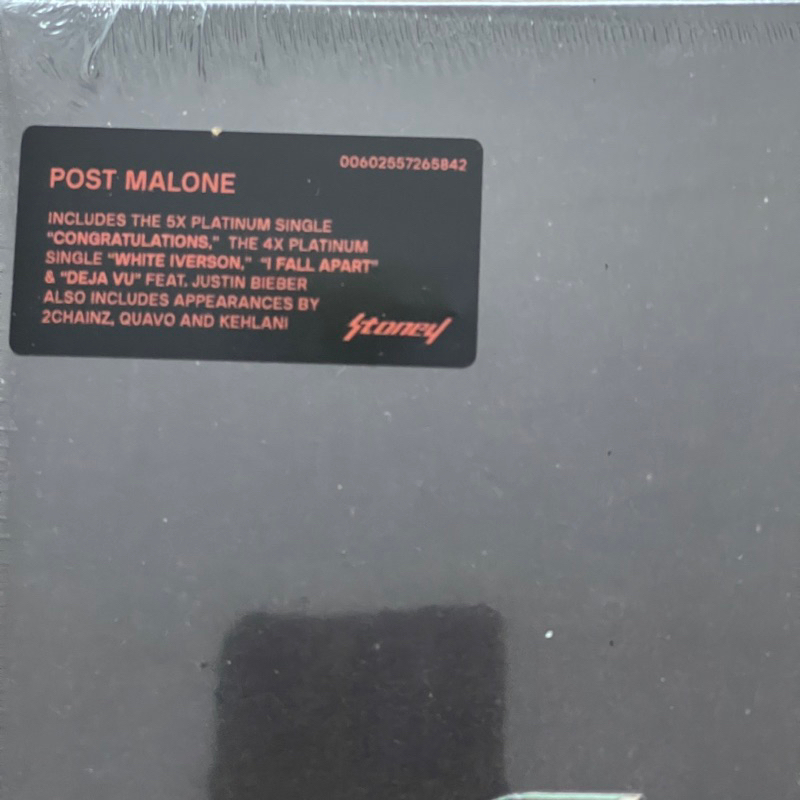 00602557265842
POST MALONE
INCLUDES THE 5X PLATINUM SINGLE
"CONGRATULATIONS," THE 4X PLATINUM
SINGLE "WHITE IVERSON," "I FALL APART"
& "DEJA VU" FEAT. JUSTIN BIEBER
ALSO INCLUDES APPEARANCES BY
2CHAINZ, QUAVO AND KEHLANI
Stoney